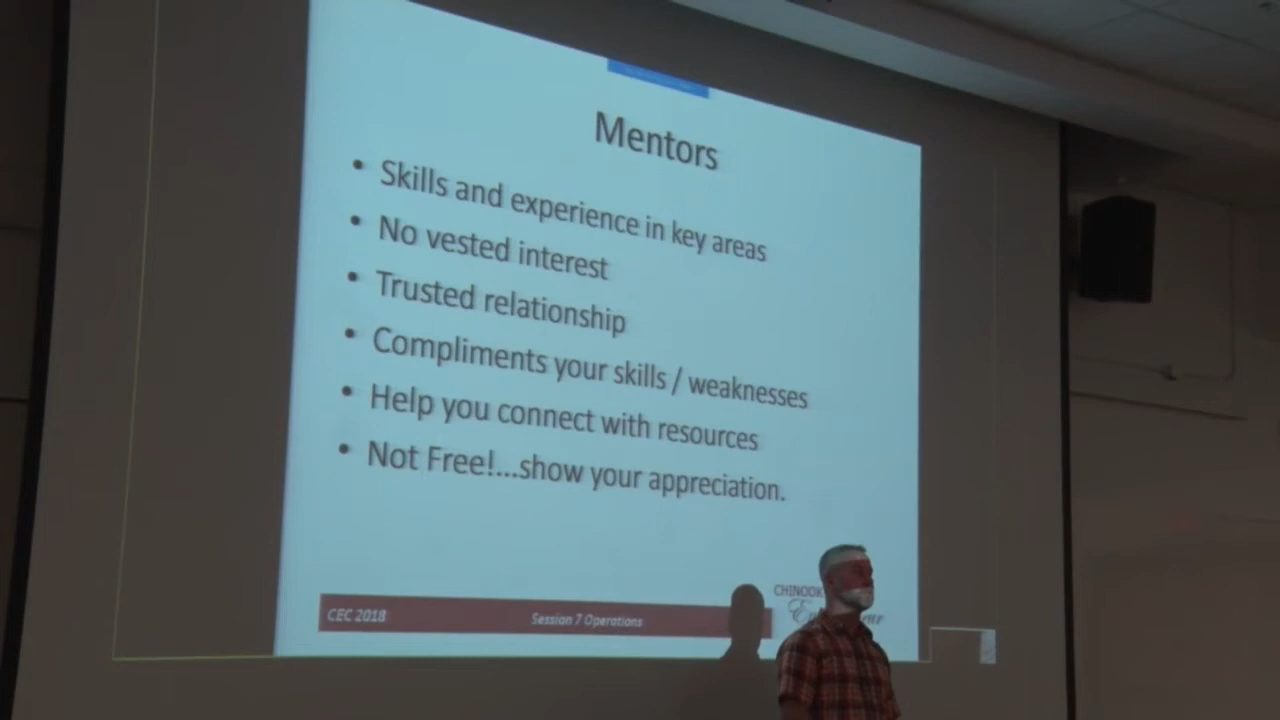 Mentors
• Skills and experience in key areas
• No vested interest
• Trusted relationship
• Compliments your skills / weaknesses
• Help you connect with resources
• Not Free!...show your appreciation.
CHINOOK
CEC 2018
Session 7 Operations